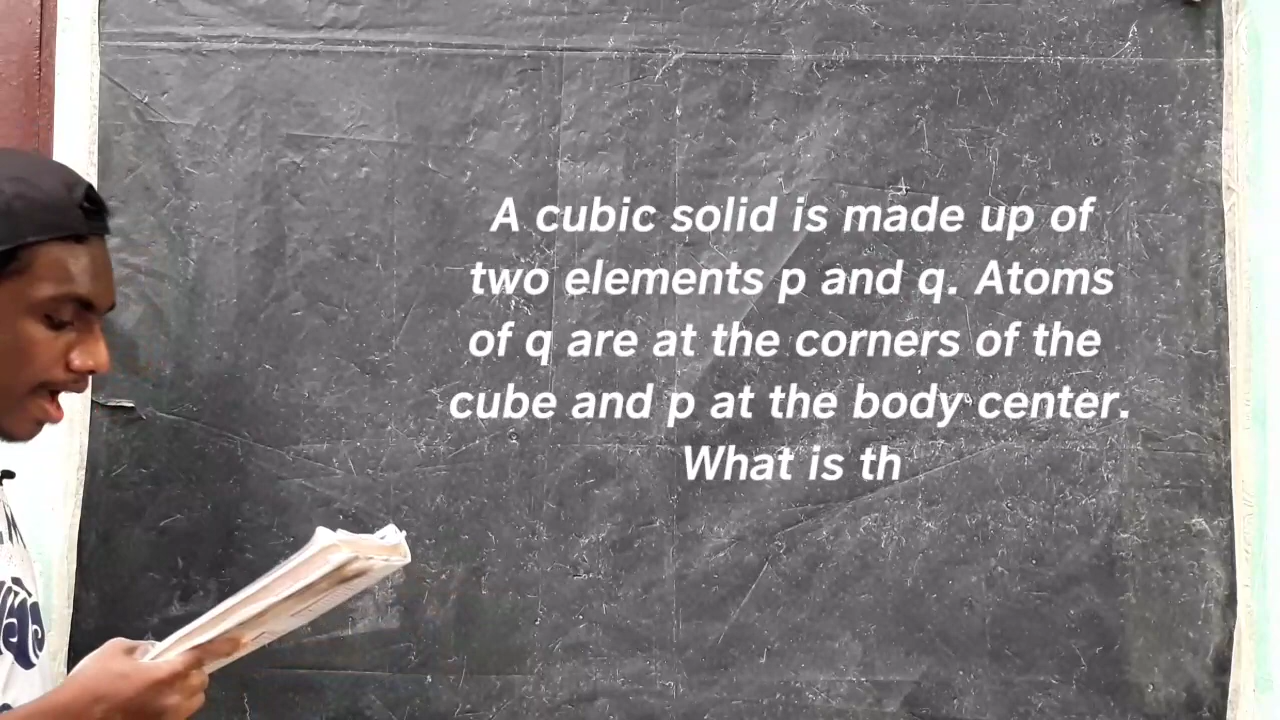 A cubic solid is made up of
two elements p and q. Atoms
of q are at the corners of the
cube and p at the body center.
What is th